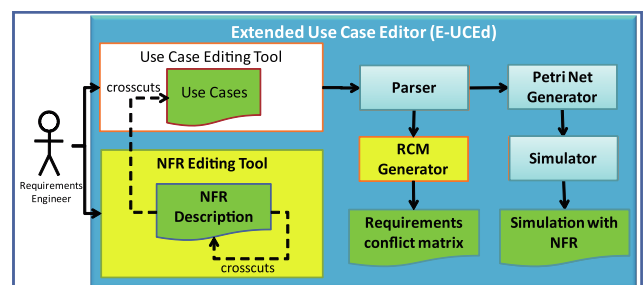 Extended Use Case Editor (E-UCEd)
Use Case Editing Tool
crosscuts
Use Cases
Parser
Petri Net
Generator
NFR Editing Tool
RCM
Generator
Simulator
Requirements
Engineer
NFR
Description
Requirements
conflict matrix
Simulation with
NFR
crosscuts